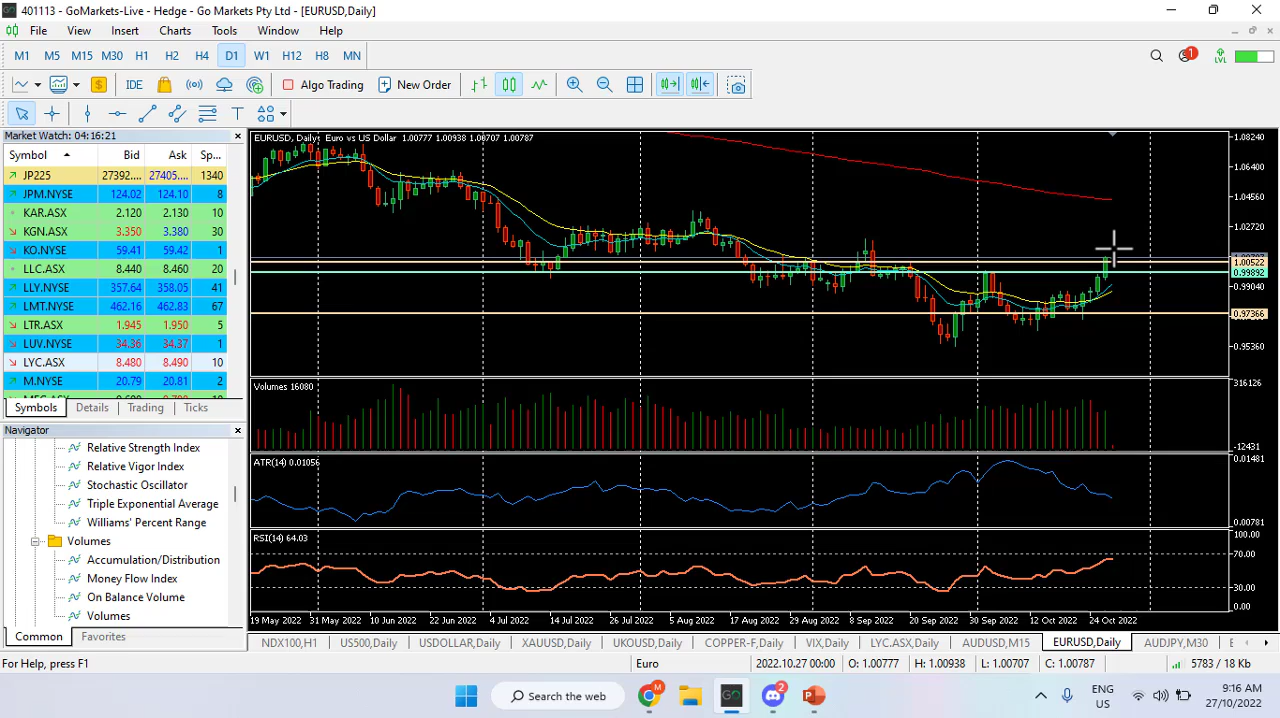 401113 - GoMarkets-Live - Hedge - Go Markets Pty Ltd - [EURUSD,Daily]
File View Insert Charts Tools Window Help
M1 M5 M15 M30 H1 H2 H4 D1 W1 H12 H8 MN
1
LVL
IDE
Algo Trading
New Order
Market Watch: 04:16:21
Symbol Bid Ask Sp...
JP225 27392.... 27405.... 1340
JPM.NYSE 124.02 124.10 8
KAR.ASX 2.120 2.130 10
KGN.ASX 3.350 3.380 30
KO.NYSE 59.41 59.42 1
LLC.ASX 8.440 8.460 20
LLY.NYSE 357.64 358.05 41
LMT.NYSE 462.16 462.83 67
LTR.ASX 1.945 1.950 5
LUV.NYSE 34.36 34.37 1
LYC.ASX 8.480 8.490 10
M.NYSE 20.79 20.81 2
Symbols Details Trading Ticks
Navigator
Relative Strength Index
Relative Vigor Index
Stochastic Oscillator
Triple Exponential Average
Williams' Percent Range
Volumes
Accumulation/Distribution
Money Flow Index
On Balance Volume
Volumes
Common Favorites
EURUSD, Daily: Euro vs US Dollar 1.00777 1.00938 1.00707 1.00787
1.08240
1.06400
1.04560
1.02720
1.00522
0.99892
0.99040
0.97366
0.95360
Volumes 16080
316126
-12431
ATR(14) 0.01056
0.01481
0.00781
RSI(14) 64.03
100.00
70.00
30.00
0.00
19 May 2022 31 May 2022 10 Jun 2022 22 Jun 2022 4 Jul 2022 14 Jul 2022 26 Jul 2022 5 Aug 2022 17 Aug 2022 29 Aug 2022 8 Sep 2022 20 Sep 2022 30 Sep 2022 12 Oct 2022 24 Oct 2022
NDX100,H1 US500,Daily USDOLLAR,Daily XAUUSD,Daily UKOUSD,Daily COPPER-F,Daily VIX,Daily LYC.ASX,Daily AUDUSD,M15 EURUSD,Daily AUDJPY,M30
For Help, press F1
Euro
2022.10.27 00:00 O: 1.00777 H: 1.00938 L: 1.00707 C: 1.00787
5783 / 18 Kb
Search the web
M
GO
2
ENG
US
9:16 AM
27/10/2022